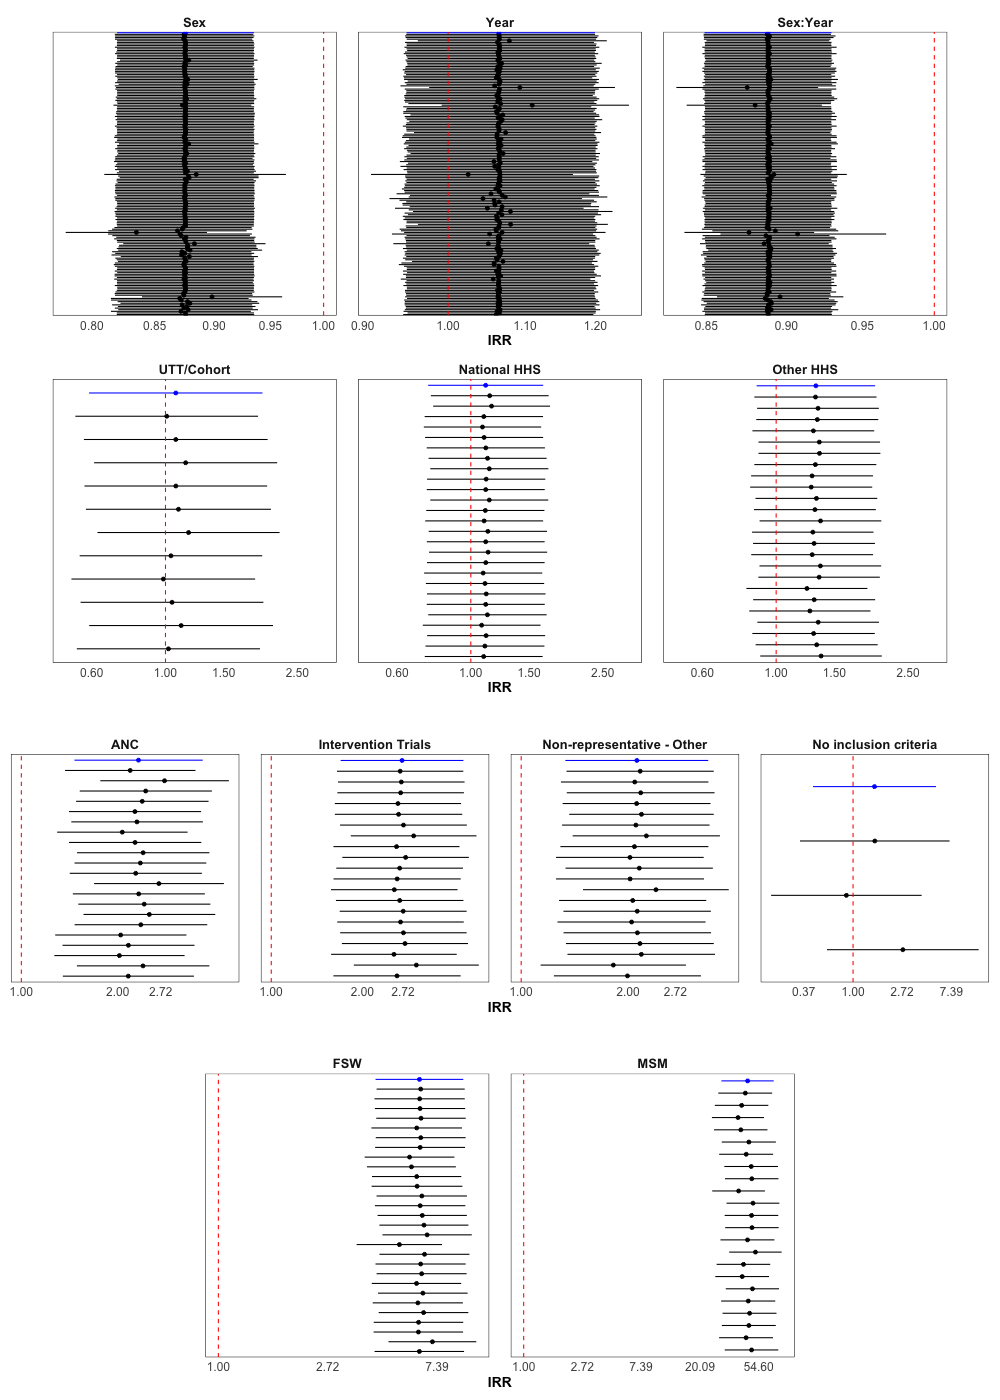 Sex Year Sex:Year
0.80 0.85 0.90 0.95 1.00 0.90 1.00 1.10 1.20 0.85 0.90 0.95 1.00
IRR
UTT/Cohort National HHS Other HHS
0.60 1.00 1.50 2.50 0.60 1.00 1.50 2.50 0.60 1.00 1.50 2.50
IRR
ANC Intervention Trials Non-representative - Other No inclusion criteria
1.00 2.00 2.72 1.00 2.00 2.72 1.00 2.00 2.72 0.37 1.00 2.72 7.39
IRR
FSW MSM
1.00 2.72 7.39 1.00 2.72 7.39 20.09 54.60
IRR